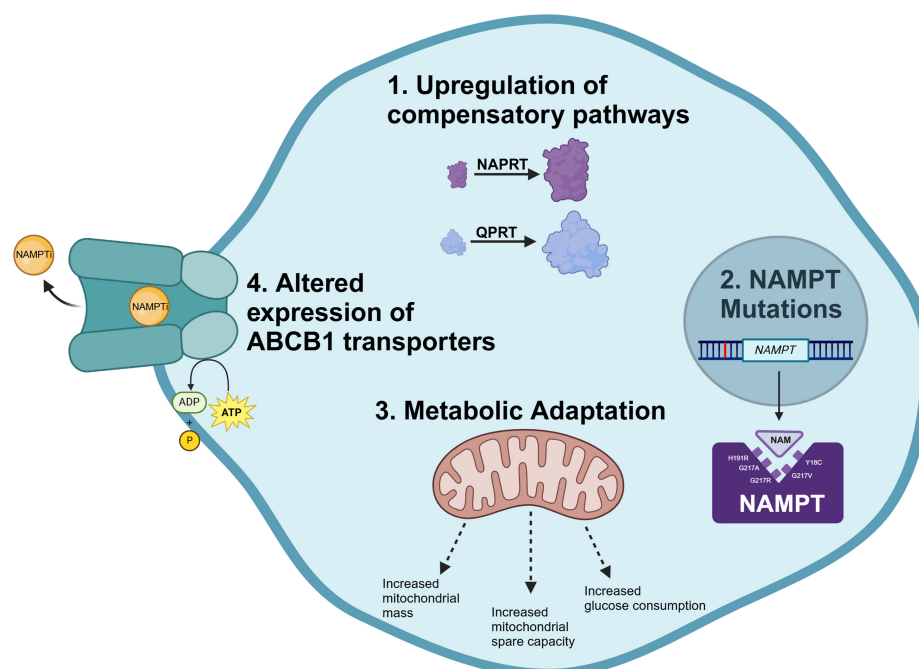 1. Upregulation of
compensatory pathways
NAPRT
QPRT
NAMPTi
NAMPTi
4. Altered
expression of
ABCB1 transporters
ADP
+
P
ATP
2. NAMPT
Mutations
NAMPT
NAM
H191R
G217A
G217R
Y18C
G217V
NAMPT
3. Metabolic Adaptation
Increased
mitochondrial
mass
Increased
mitochondrial
spare capacity
Increased
glucose consumption